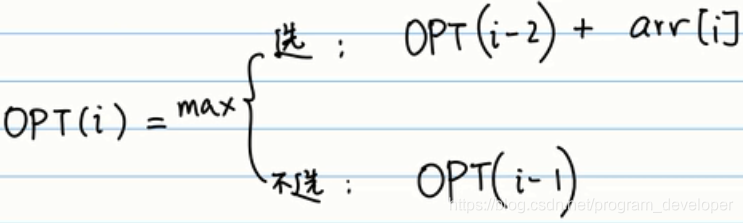 选： OPT(i-2) + arr[i]
OPT(i) = max {
不选： OPT(i-1)
https://blog.csdn.net/program_developer